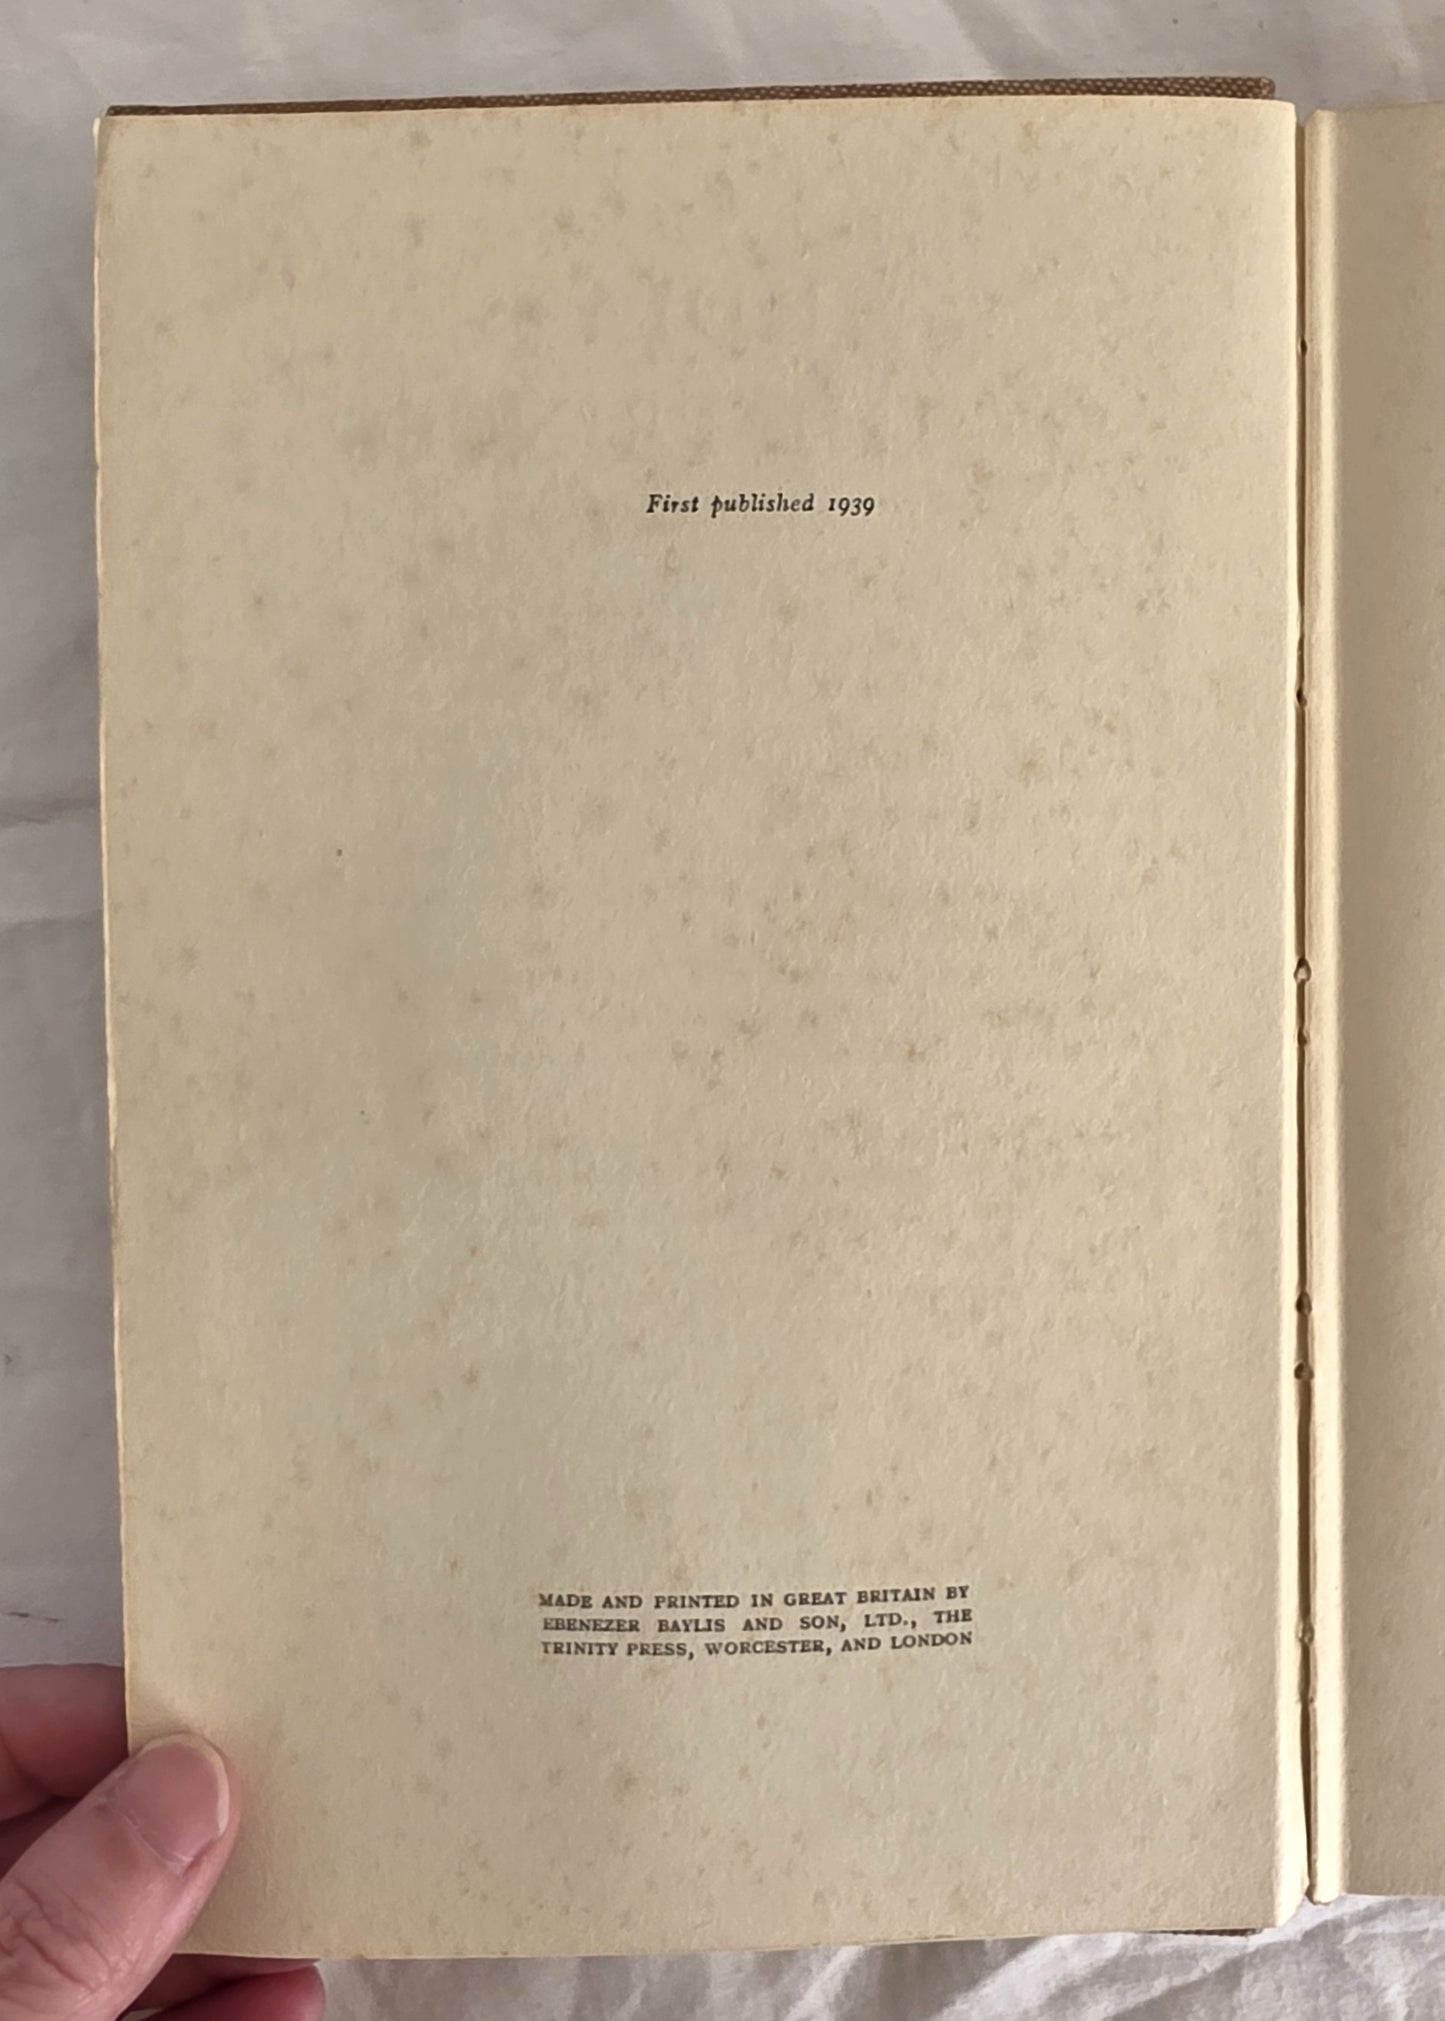 First published 1939
MADE AND PRINTED IN GREAT BRITAIN BY
EBENEZER BAYLIS AND SON, LTD., THE
TRINITY PRESS, WORCESTER, AND LONDON